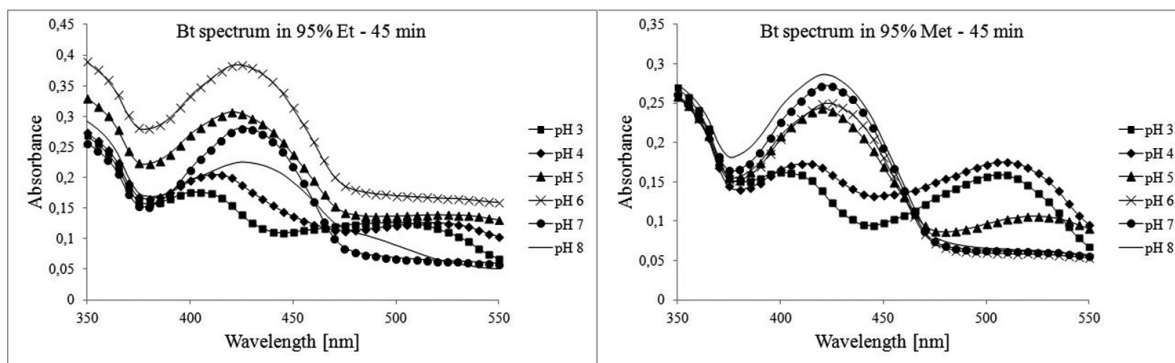 Bt spectrum in 95% Et - 45 min
Absorbance
0,45
0,4
0,35
0,3
0,25
0,2
0,15
0,1
0,05
0
350
400
450
500
550
Wavelength [nm]
pH 3
pH 4
pH 5
pH 6
pH 7
pH 8
Bt spectrum in 95% Met - 45 min
Absorbance
0,35
0,3
0,25
0,2
0,15
0,1
0,05
0
350
400
450
500
550
Wavelength [nm]
pH 3
pH 4
pH 5
pH 6
pH 7
pH 8